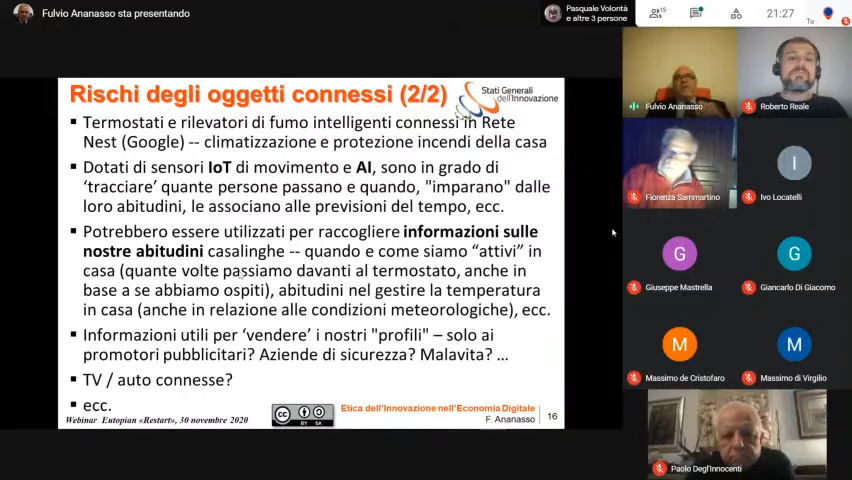 Fulvio Ananasso sta presentando
Pasquale Volontà
e altre 3 persone
15
21:27
Tu
Rischi degli oggetti connessi (2/2)
Stati Generali
dell'Innovazione
▪ Termostati e rilevatori di fumo intelligenti connessi in Rete
Nest (Google) -- climatizzazione e protezione incendi della casa
▪ Dotati di sensori IoT di movimento e AI, sono in grado di
‘tracciare’ quante persone passano e quando, "imparano" dalle
loro abitudini, le associano alle previsioni del tempo, ecc.
▪ Potrebbero essere utilizzati per raccogliere informazioni sulle
nostre abitudini casalinghe -- quando e come siamo “attivi” in
casa (quante volte passiamo davanti al termostato, anche in
base a se abbiamo ospiti), abitudini nel gestire la temperatura
in casa (anche in relazione alle condizioni meteorologiche), ecc.
▪ Informazioni utili per ‘vendere’ i nostri "profili" – solo ai
promotori pubblicitari? Aziende di sicurezza? Malavita? …
▪ TV / auto connesse?
▪ ecc.
Webinar Eutopian «Restart», 30 novembre 2020
CC BY SA
Etica dell'Innovazione nell'Economia Digitale
F. Ananasso
16
Fulvio Ananasso
Roberto Reale
Fiorenza Sammartino
I
Ivo Locatelli
G
Giuseppe Mastrella
G
Giancarlo Di Giacomo
M
Massimo de Cristofaro
M
Massimo di Virgilio
Paolo Degl'Innocenti